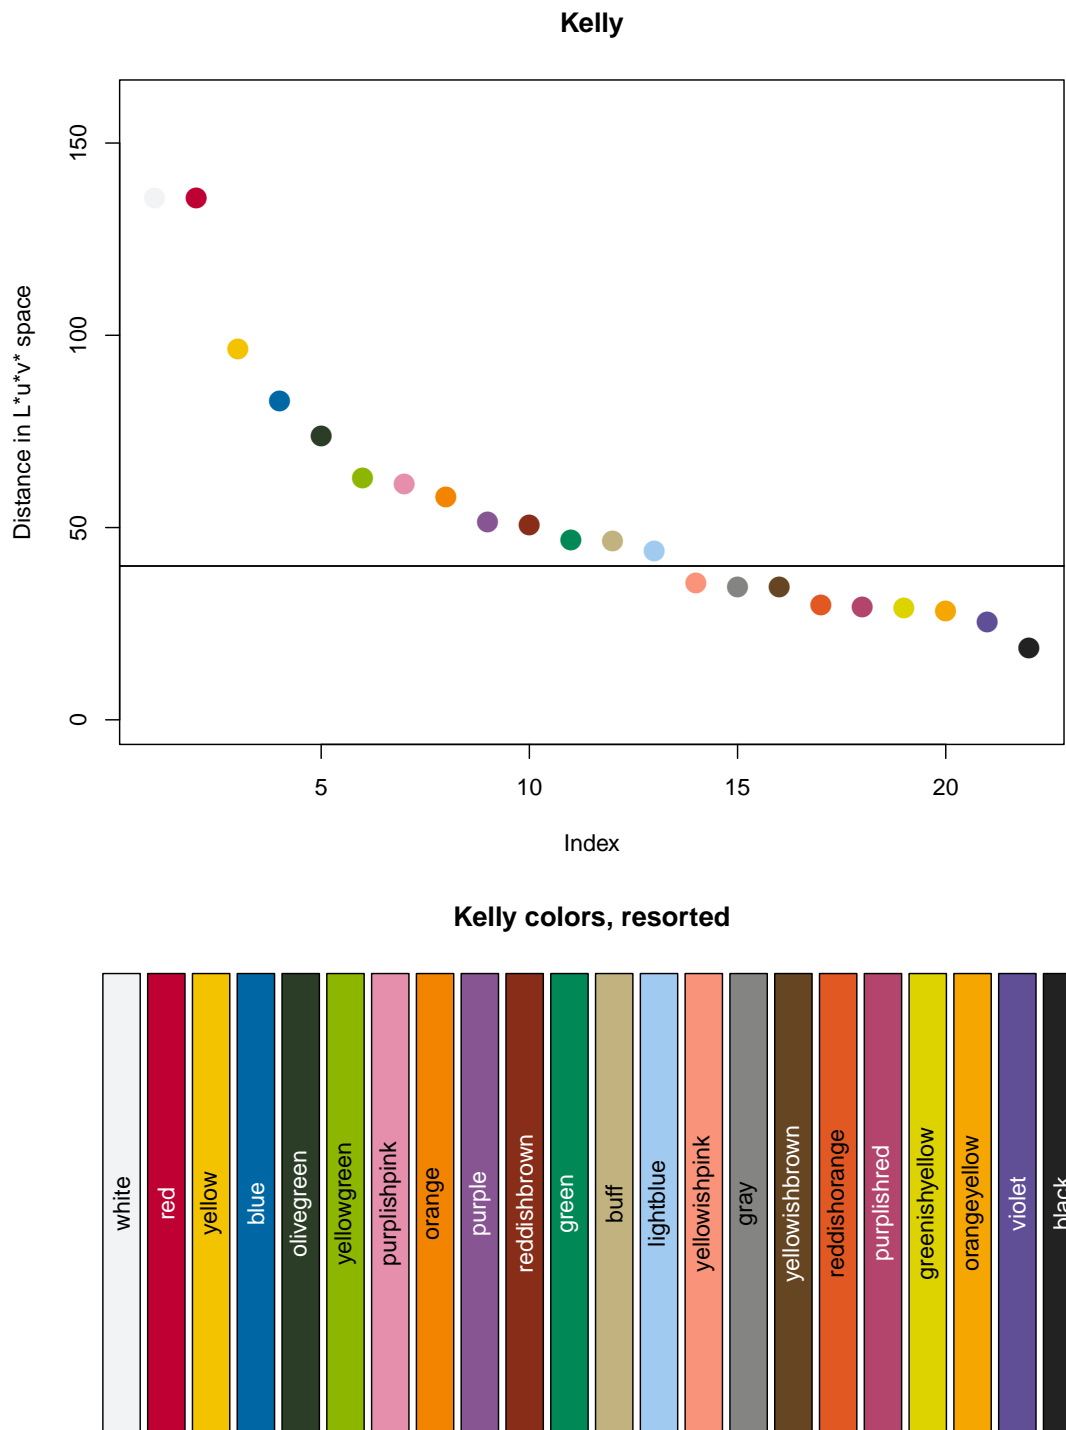 Kelly
150
100
50
0
Distance in L*u*v* space
5
10
15
20
Index
Kelly colors, resorted
white
red
yellow
blue
olivegreen
yellowgreen
purplishpink
orange
purple
reddishbrown
green
buff
lightblue
yellowishpink
gray
yellowishbrown
reddishorange
purplishred
greenishyellow
orangeyellow
violet
black